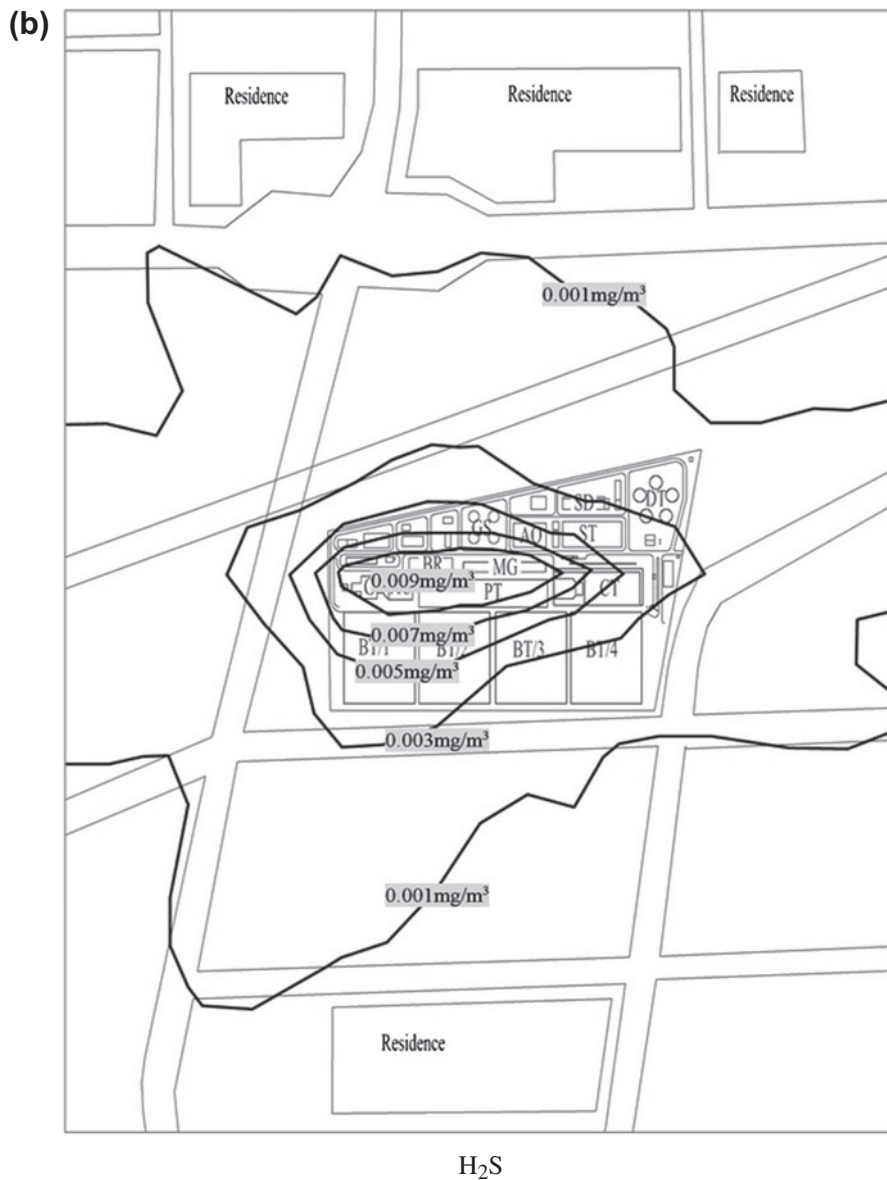 (b)
Residence
Residence
Residence
0.001mg/m³
SD
DT
GS
AO
ST
BR
MG
0.009mg/m³
PT
CT
0.007mg/m³
BT/1
BT/2
BT/3
BT/4
0.005mg/m³
0.003mg/m³
0.001mg/m³
Residence
H₂S